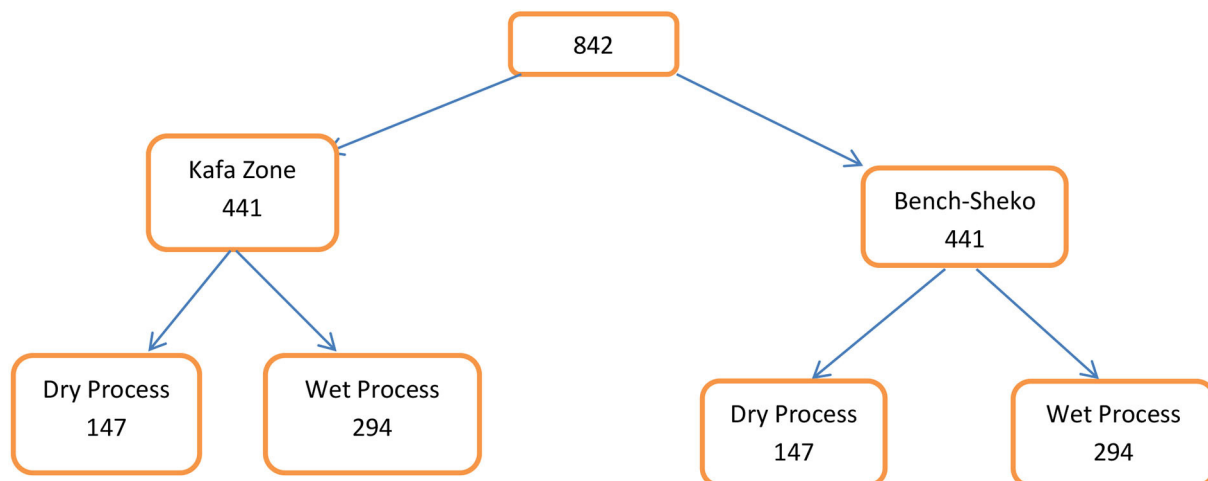 842
Kafa Zone
441
Bench-Sheko
441
Dry Process
147
Wet Process
294
Dry Process
147
Wet Process
294